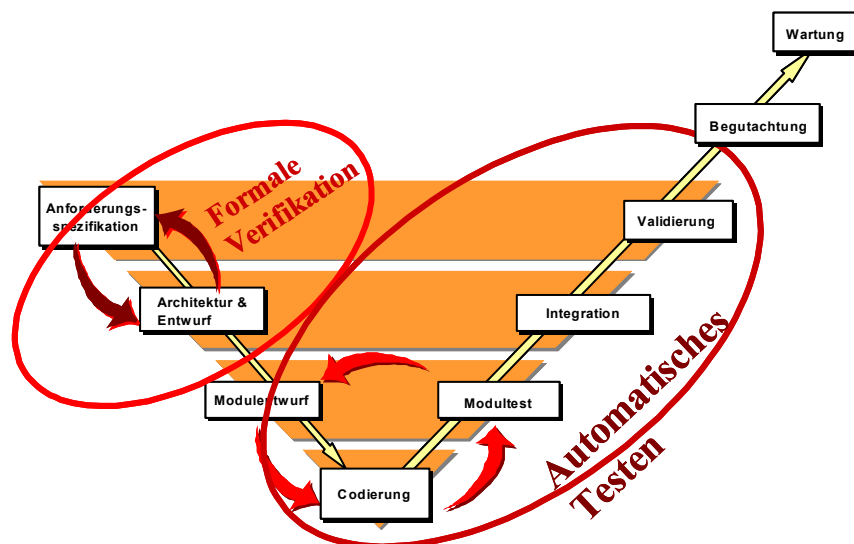 Wartung
Begutachtung
Formale
Verifikation
Anforderungs-
spezifikation
Validierung
Architektur &
Entwurf
Integration
Modulentwurf
Modultest
Automatisches
Testen
Codierung